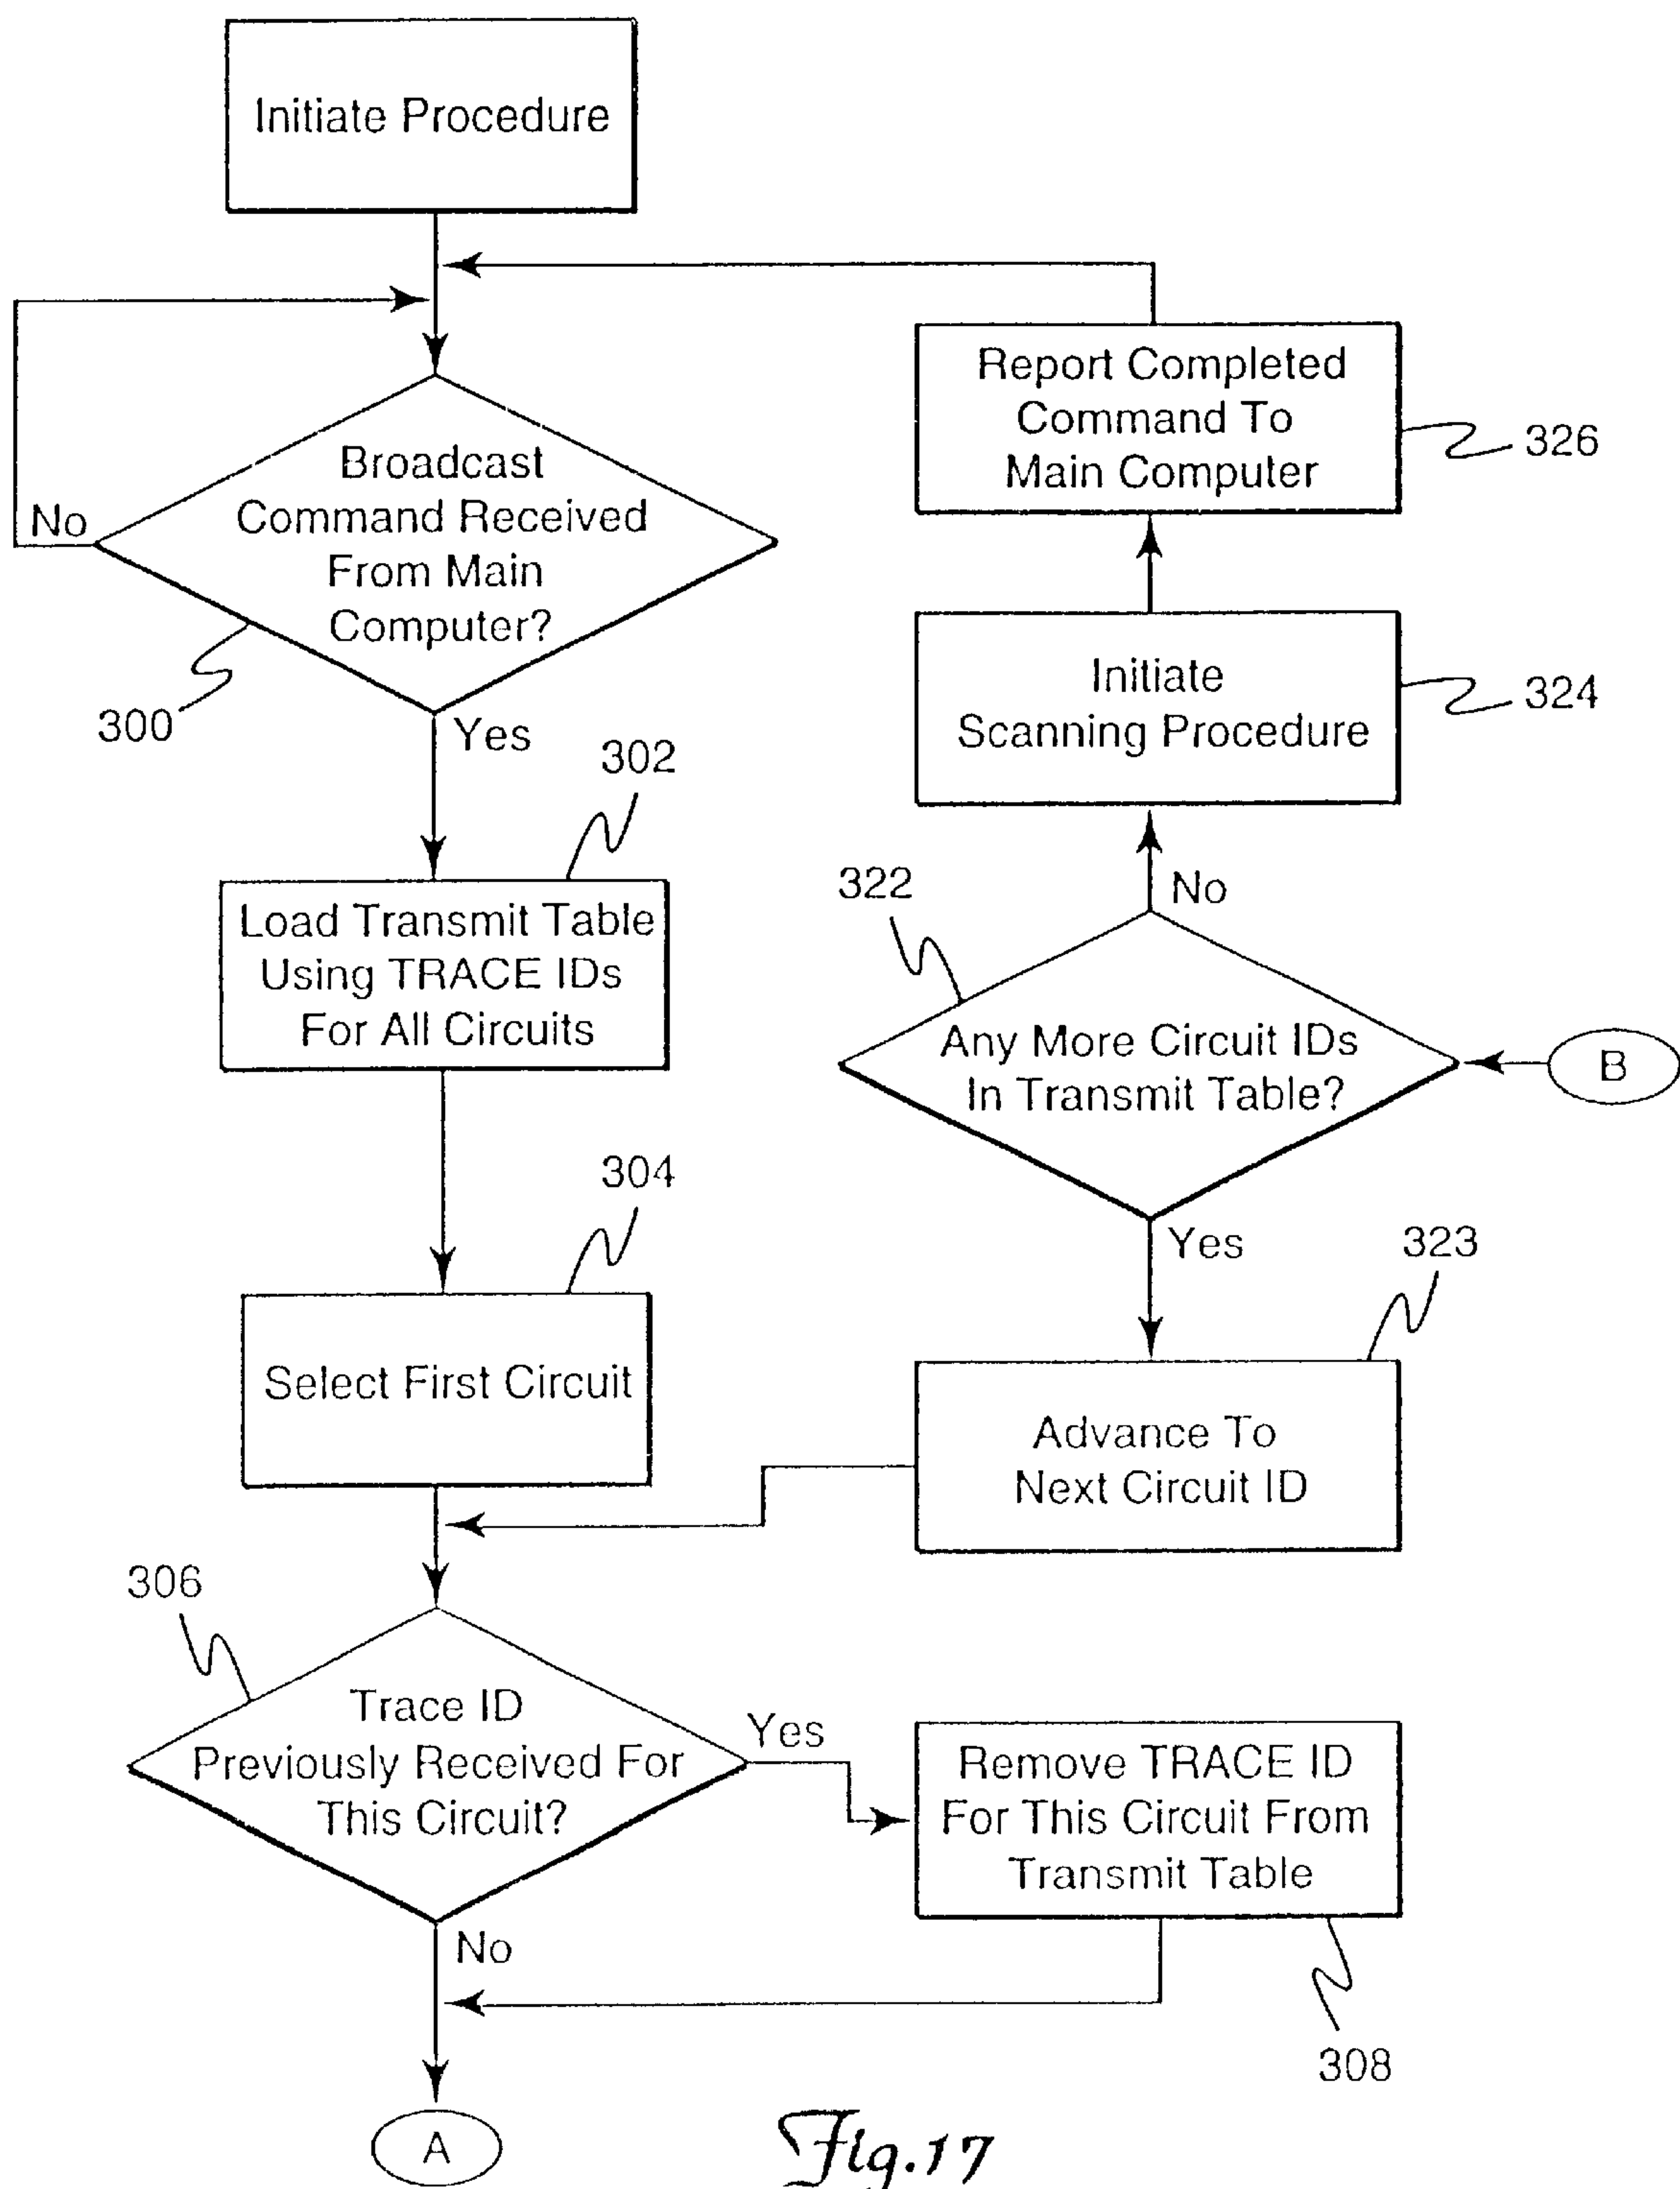 Initiate Procedure
Broadcast
Command Received
From Main
Computer?
No
300
Yes
302
Load Transmit Table
Using TRACE IDs
For All Circuits
304
Select First Circuit
306
Trace ID
Previously Received For
This Circuit?
Yes
No
Remove TRACE ID
For This Circuit From
Transmit Table
308
A
Report Completed
Command To
Main Computer
326
Initiate
Scanning Procedure
324
No
322
Any More Circuit IDs
In Transmit Table?
B
Yes
323
Advance To
Next Circuit ID
Fig.17